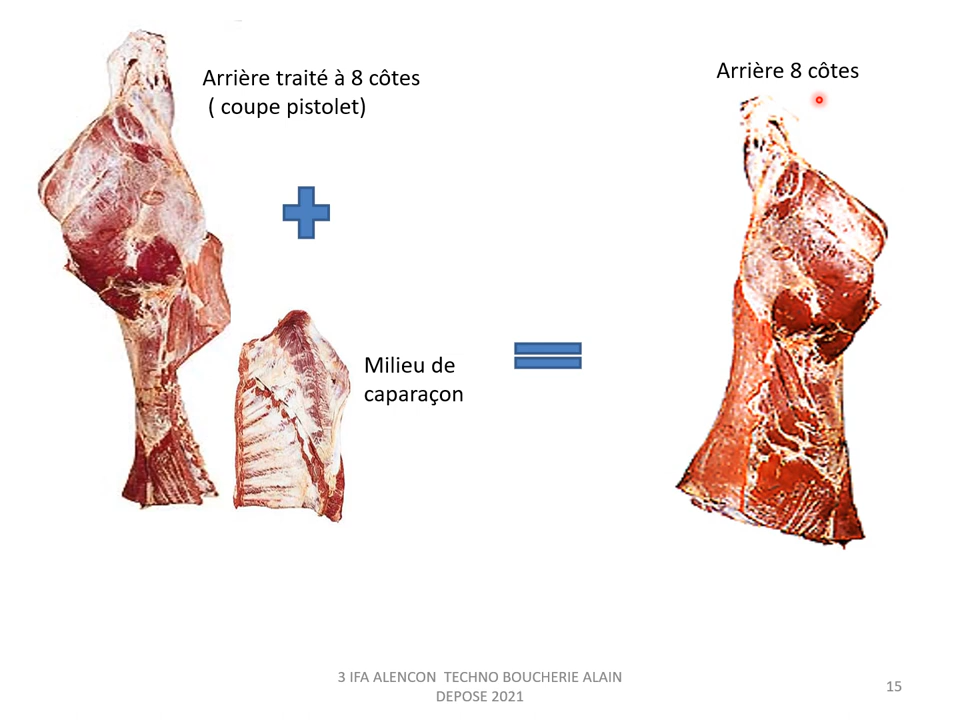 Arrière traité à 8 côtes
( coupe pistolet)
Arrière 8 côtes
Milieu de
caparaçon
3 IFA ALENCON  TECHNO BOUCHERIE ALAIN
DEPOSE 2021
15